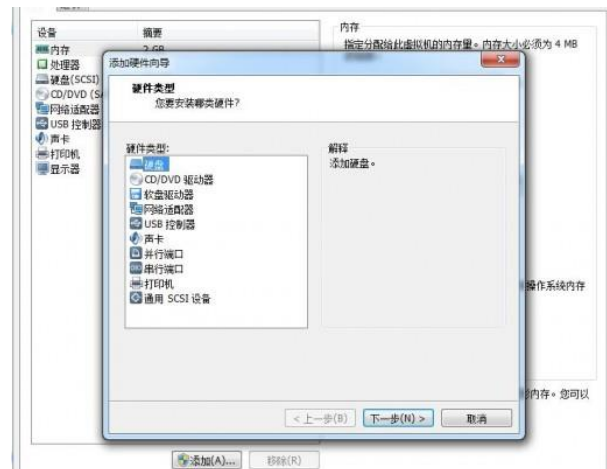 设备 摘要
内存 2 GB
处理器
硬盘(SCSI)
CD/DVD (S
网络适配器
USB 控制器
声卡
打印机
显示器
内存
指定分配给此虚拟机的内存量。内存大小必须为 4 MB
添加硬件向导
硬件类型
您要安装哪类硬件?
硬件类型:
硬盘
CD/DVD 驱动器
软盘驱动器
网络适配器
USB 控制器
声卡
并行端口
串行端口
打印机
通用 SCSI 设备
解释
添加硬盘。
操作系统内存
内存。您可以
< 上一步(B) 下一步(N) > 取消
添加(A)... 移除(R)